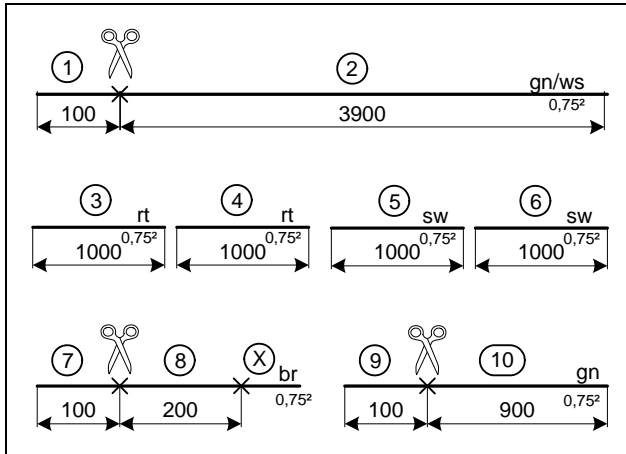 1 2 gn/ws
100 3900 0,75²
3 rt 4 rt 5 sw 6 sw
1000 0,75² 1000 0,75² 1000 0,75² 1000 0,75²
7 8 X br 9 10 gn
100 200 0,75² 100 900 0,75²